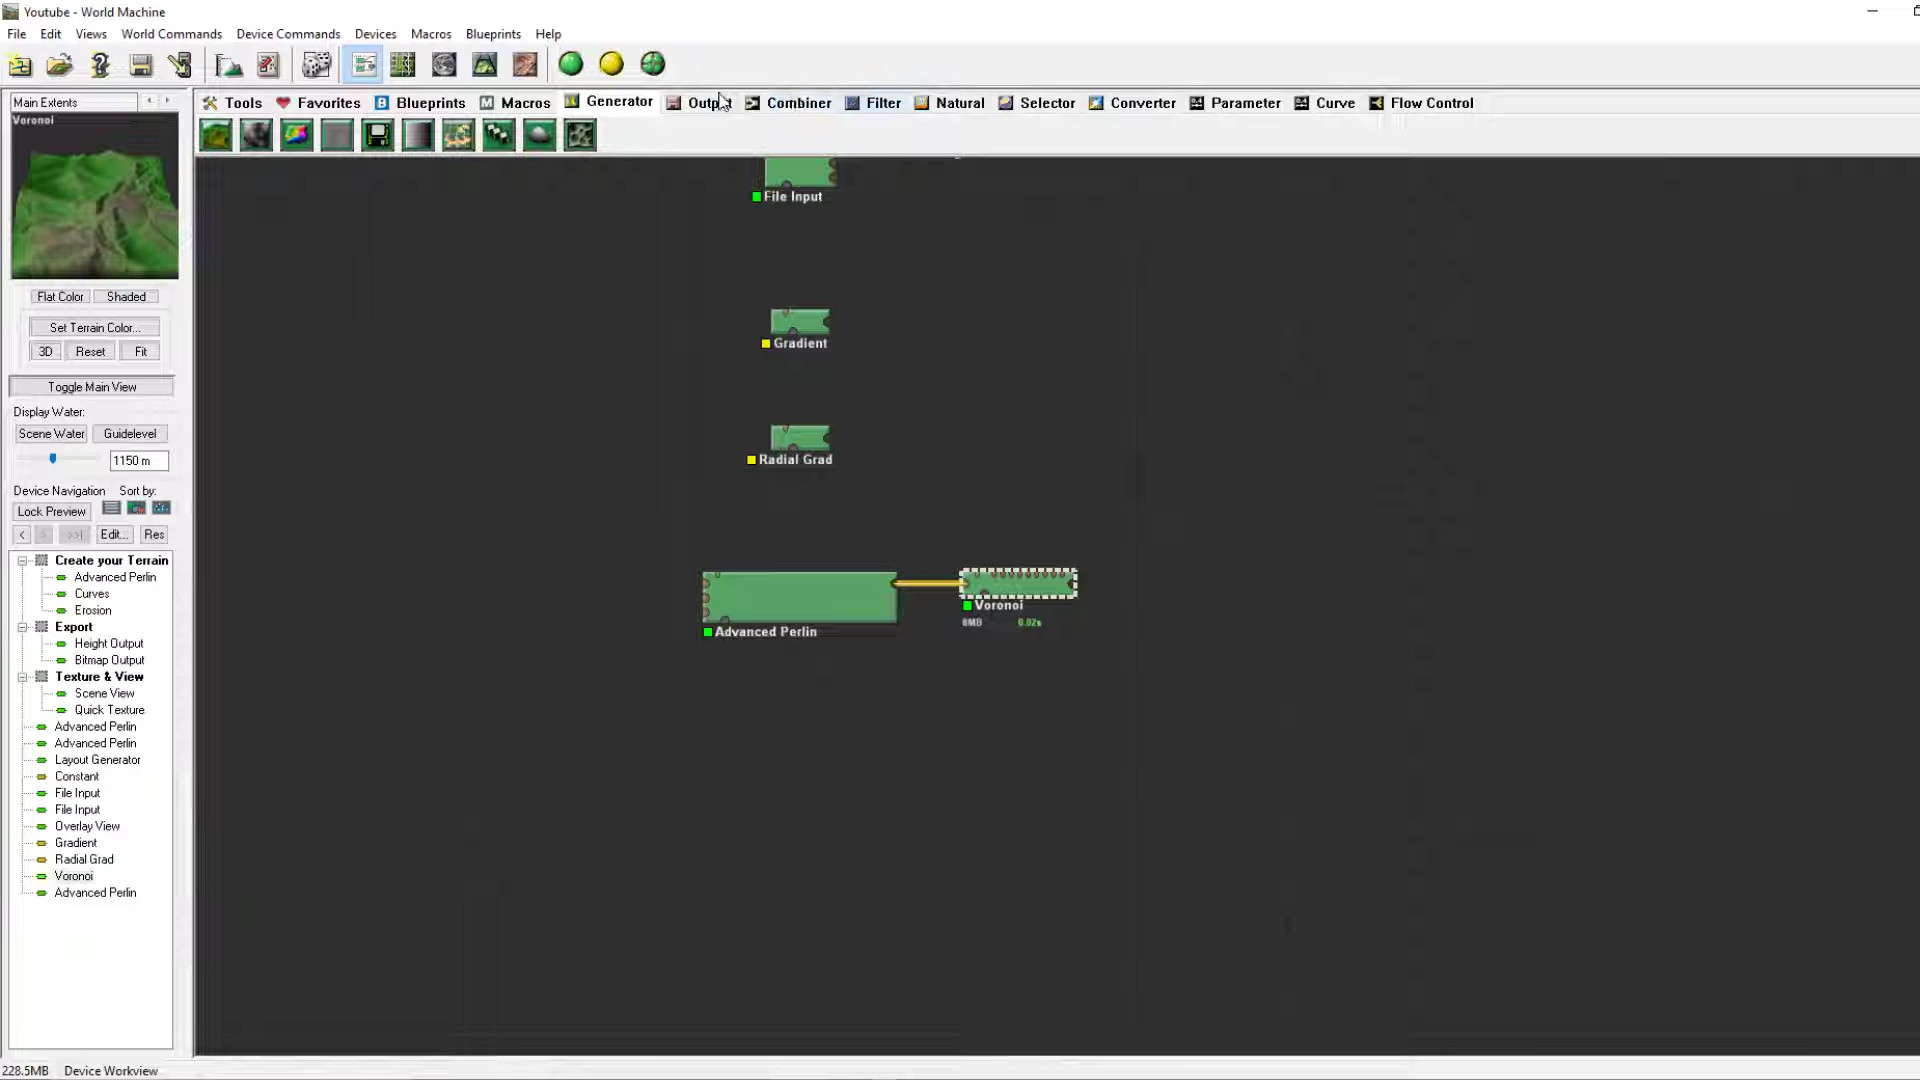 Youtube - World Machine
File Edit Views World Commands Device Commands Devices Macros Blueprints Help
Main Extents
Tools Favorites Blueprints Macros Generator Output Combiner Filter Natural Selector Converter Parameter Curve Flow Control
Voronoi
Flat Color Shaded
Set Terrain Color...
3D Reset Fit
Toggle Main View
Display Water:
Scene Water Guidelevel
1150 m
Device Navigation Sort by:
Lock Preview
< >>| Edit... Res
Create your Terrain
Advanced Perlin
Curves
Erosion
Export
Height Output
Bitmap Output
Texture & View
Scene View
Quick Texture
Advanced Perlin
Advanced Perlin
Layout Generator
Constant
File Input
File Input
Overlay View
Gradient
Radial Grad
Voronoi
Advanced Perlin
File Input
Gradient
Radial Grad
Advanced Perlin
Voronoi
0.02s
228.5MB Device Workview